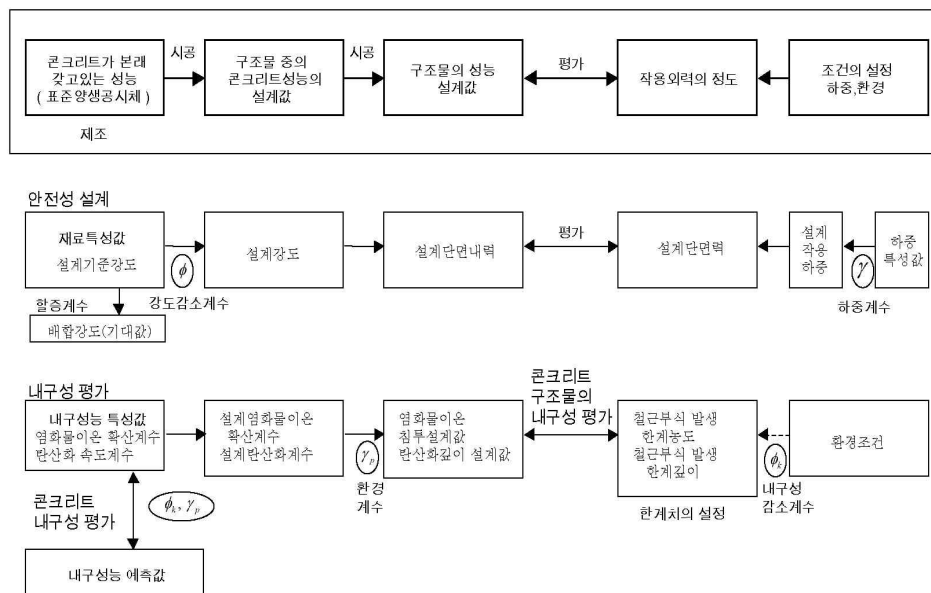 콘크리트가 본래
갖고있는 성능
( 표준양생공시체 )
제조
시공
구조물 중의
콘크리트성능의
설계값
시공
구조물의 성능
설계값
평가
작용외력의 정도
조건의 설정
하중,환경
안전성 설계
재료특성값
설계기준강도
할증계수
배합강도(기대값)
ϕ
강도감소계수
설계강도
설계단면내력
평가
설계단면력
설계
작용
하중
γ
하중계수
하중
특성값
내구성 평가
내구성능 특성값
염화물이온 확산계수
탄산화 속도계수
콘크리트
내구성 평가
ϕk, γp
내구성능 예측값
설계염화물이온
확산계수
설계탄산화계수
γp
환경
계수
염화물이온
침투설계값
탄산화깊이 설계값
콘크리트
구조물의
내구성 평가
철근부식 발생
한계농도
철근부식 발생
한계깊이
한계치의 설정
ϕk
내구성
감소계수
환경조건